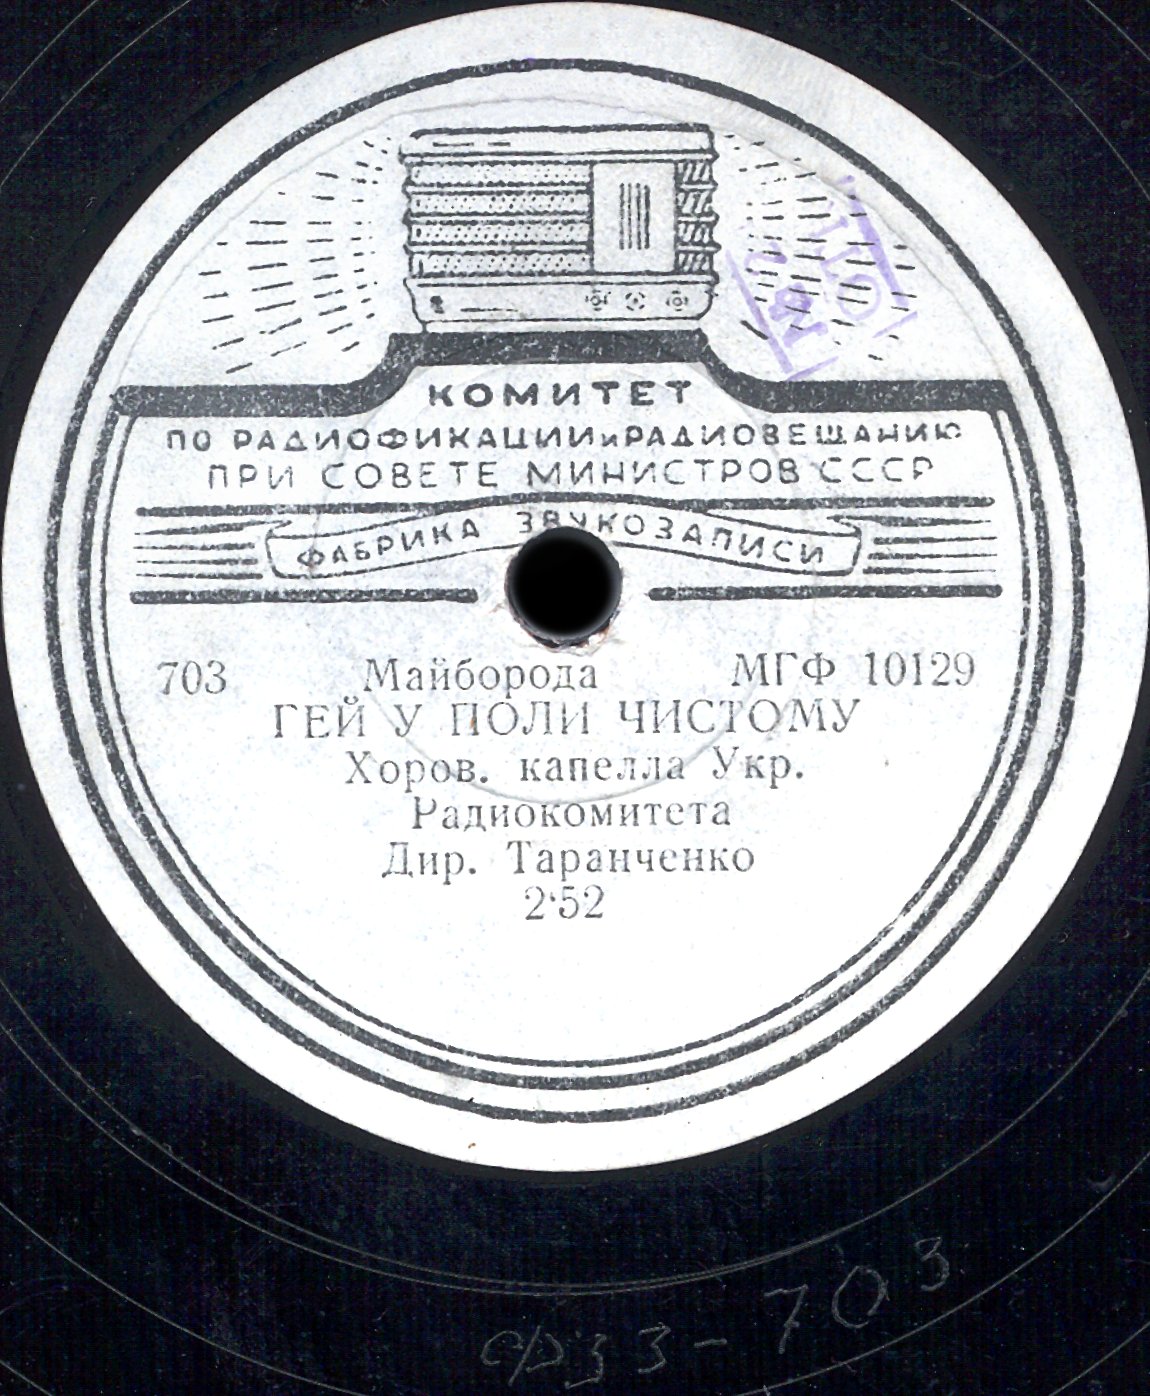 КОМИТЕТ
ПО РАДИОФИКАЦИИ и РАДИОВЕЩАНИЮ
ПРИ СОВЕТЕ МИНИСТРОВ СССР
ФАБРИКА ЗВУКОЗАПИСИ
703 Майборода МГФ 10129
ГЕЙ У ПОЛИ ЧИСТОМУ
Хоров. капелла Укр.
Радиокомитета
Дир. Таранченко
2·52
фзз-703